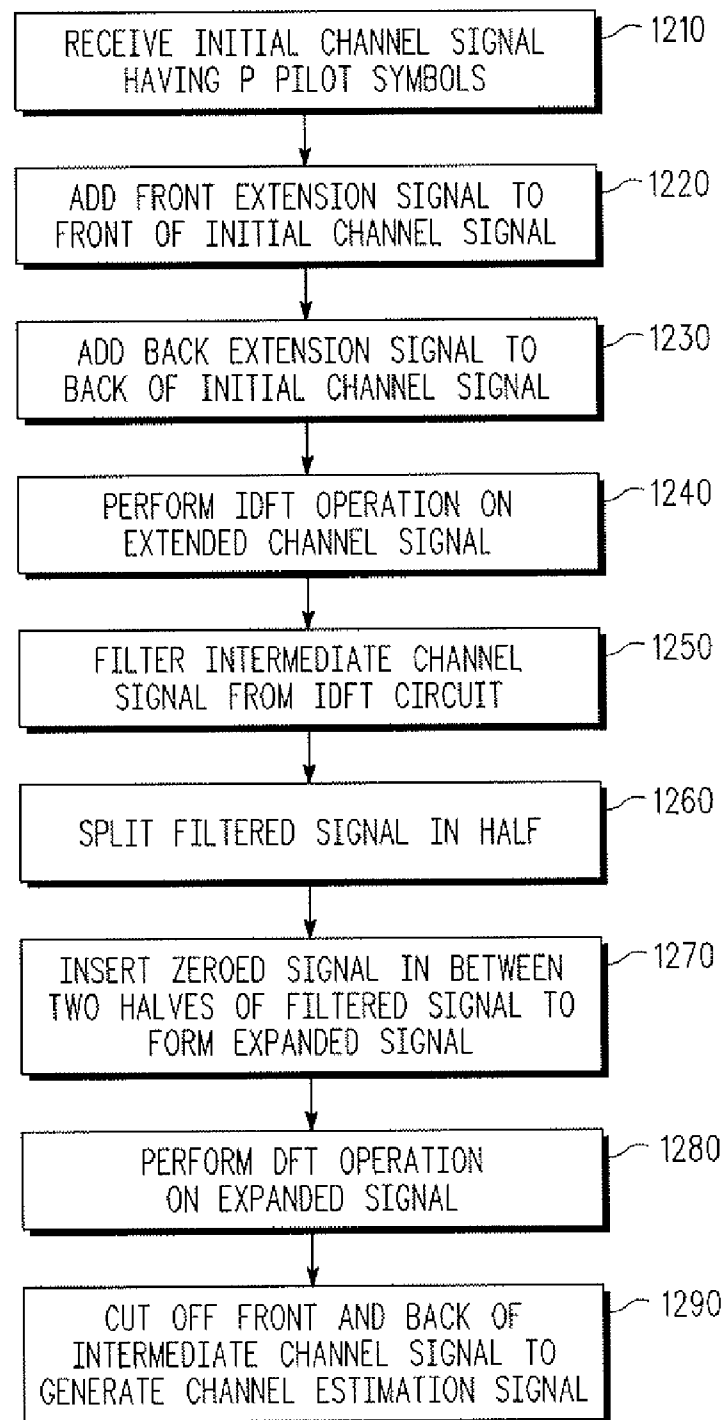 RECEIVE INITIAL CHANNEL SIGNAL
HAVING P PILOT SYMBOLS
1210
ADD FRONT EXTENSION SIGNAL TO
FRONT OF INITIAL CHANNEL SIGNAL
1220
ADD BACK EXTENSION SIGNAL TO
BACK OF INITIAL CHANNEL SIGNAL
1230
PERFORM IDFT OPERATION ON
EXTENDED CHANNEL SIGNAL
1240
FILTER INTERMEDIATE CHANNEL
SIGNAL FROM IDFT CIRCUIT
1250
SPLIT FILTERED SIGNAL IN HALF
1260
INSERT ZEROED SIGNAL IN BETWEEN
TWO HALVES OF FILTERED SIGNAL TO
FORM EXPANDED SIGNAL
1270
PERFORM DFT OPERATION
ON EXPANDED SIGNAL
1280
CUT OFF FRONT AND BACK OF
INTERMEDIATE CHANNEL SIGNAL TO
GENERATE CHANNEL ESTIMATION SIGNAL
1290